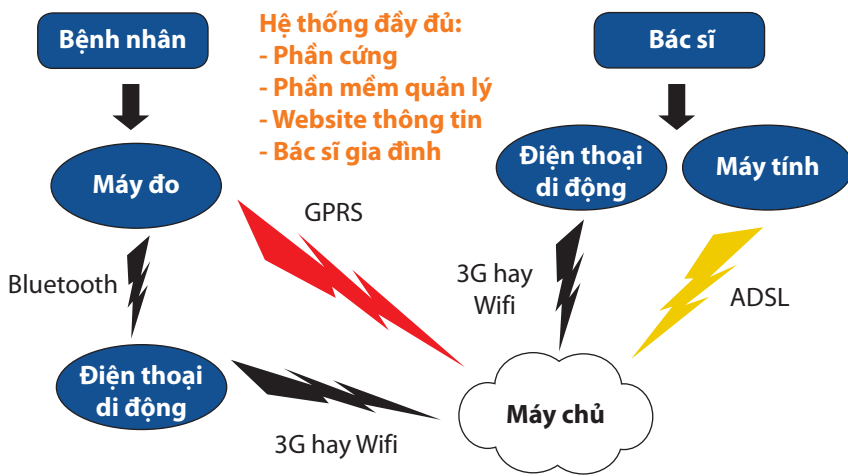 Bệnh nhân
Hệ thống đầy đủ:
- Phần cứng
- Phần mềm quản lý
- Website thông tin
- Bác sĩ gia đình
Bác sĩ
Máy đo
Điện thoại
di động
Máy tính
GPRS
Bluetooth
3G hay
Wifi
ADSL
Điện thoại
di động
3G hay Wifi
Máy chủ